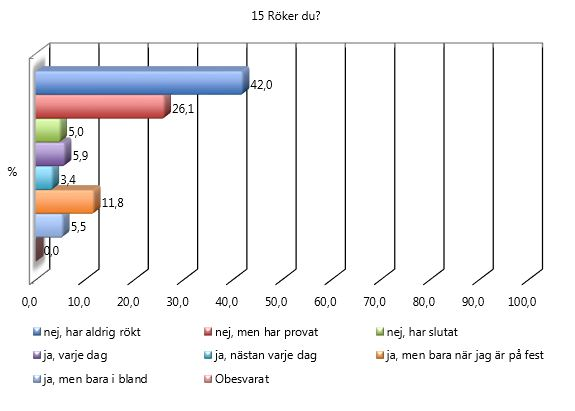 15 Röker du?
42,0
26,1
5,0
5,9
3,4
11,8
5,5
0,0
%
0,0 10,0 20,0 30,0 40,0 50,0 60,0 70,0 80,0 90,0 100,0
nej, har aldrig rökt nej, men har provat nej, har slutat
ja, varje dag ja, nästan varje dag ja, men bara när jag är på fest
ja, men bara i bland Obesvarat